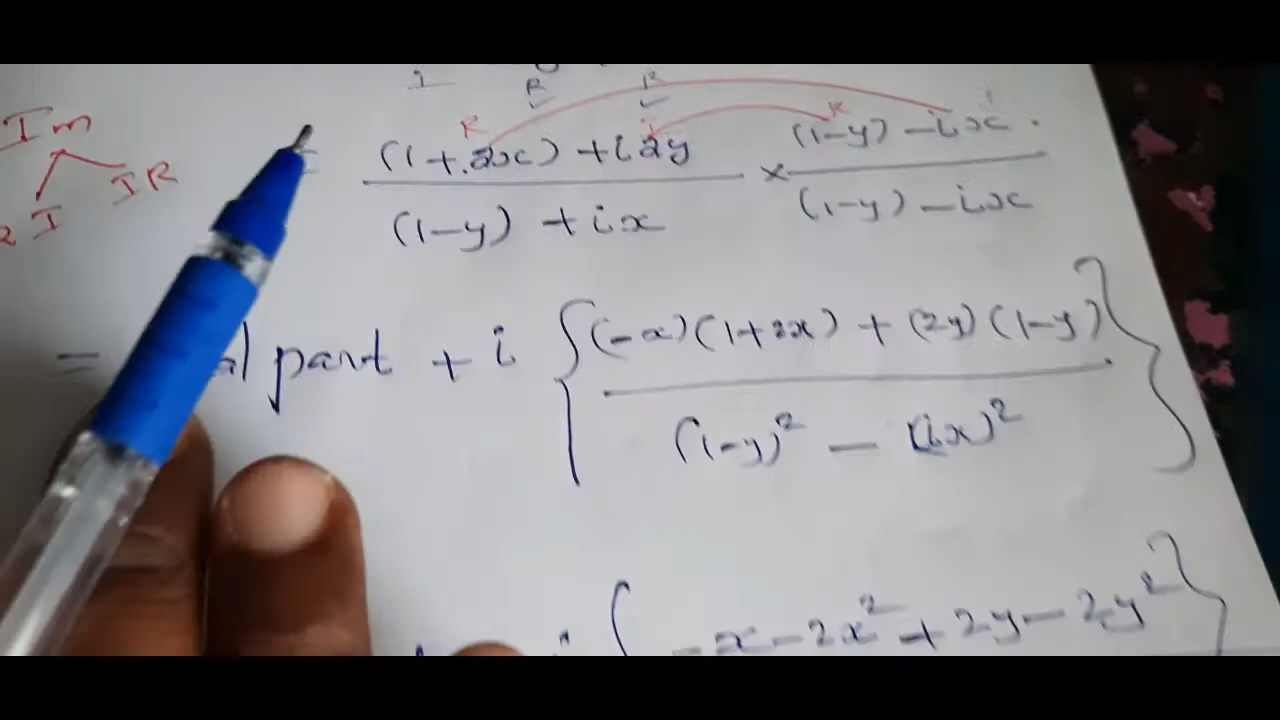 I R R
Im R I R
(1+2x) + i2y × (1-y) - ix
(1-y) + ix (1-y) - ix
I IR
= part + i {(-x)(1+2x) + (2y)(1-y)}
(1-y)² - (ix)²
i { -x - 2x² + 2y - 2y² }